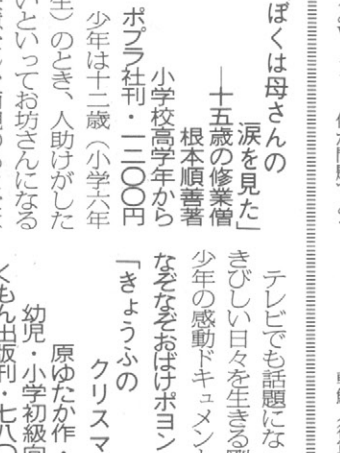 ぼくは母さんの
涙を見た」
―十五歳の修業僧
根本順善著
小学校高学年から
ポプラ社刊・一二〇〇円
少年は十二歳(小学六年
生)のとき、人助けがした
いといってお坊さんになる
テレビでも話題にな
きびしい日々を生きる
少年の感動ドキュメン
なぞなぞおばけポヨン
「きょうふの
クリスマ
原ゆたか作・
幼児・小学初級向
くもん出版刊・七八〇